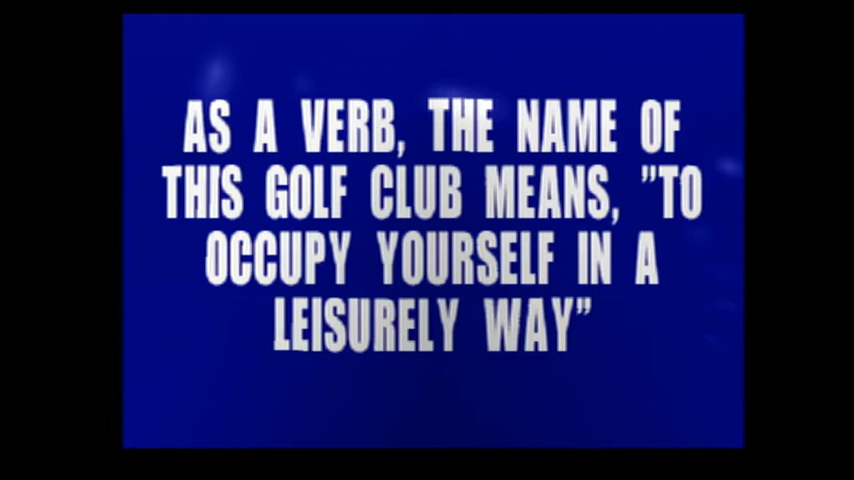 AS A VERB, THE NAME OF
THIS GOLF CLUB MEANS, "TO
OCCUPY YOURSELF IN A
LEISURELY WAY"